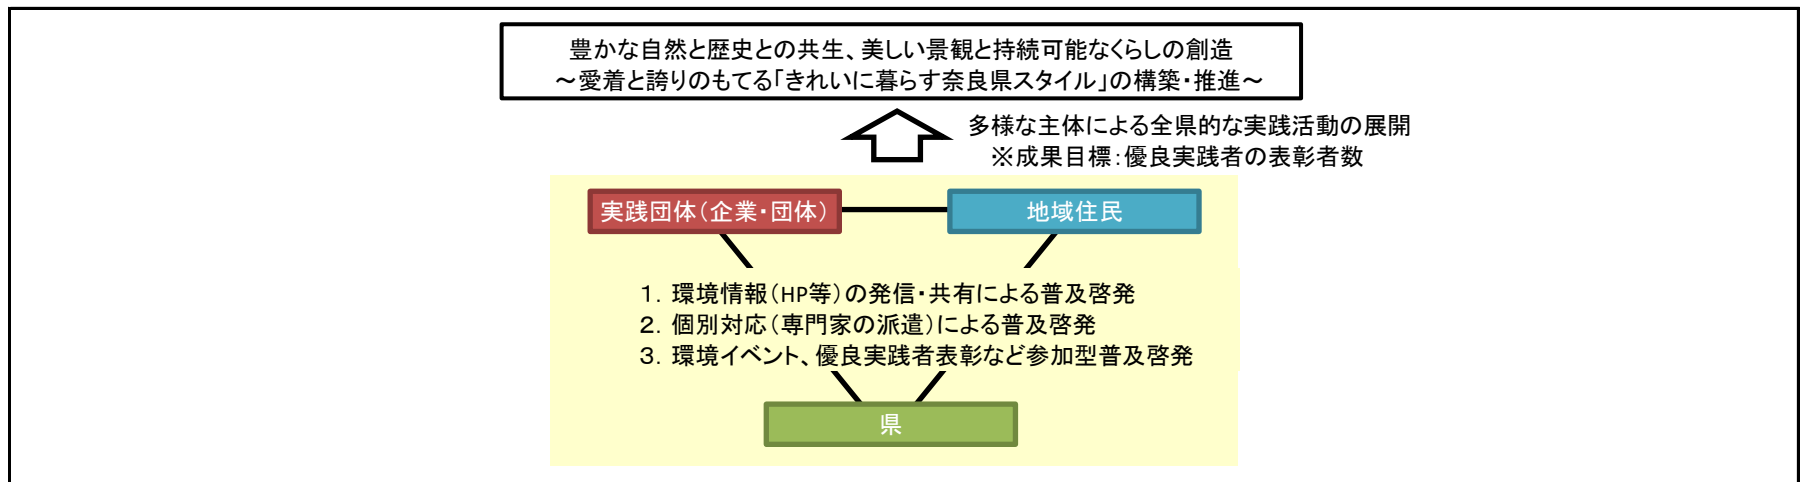 豊かな自然と歴史との共生、美しい景観と持続可能なくらしの創造
～愛着と誇りのもてる「きれいに暮らす奈良県スタイル」の構築・推進～
多様な主体による全県的な実践活動の展開
※成果目標：優良実践者の表彰者数
実践団体（企業・団体）
地域住民
１．環境情報（HP等）の発信・共有による普及啓発
２．個別対応（専門家の派遣）による普及啓発
３．環境イベント、優良実践者表彰など参加型普及啓発
県